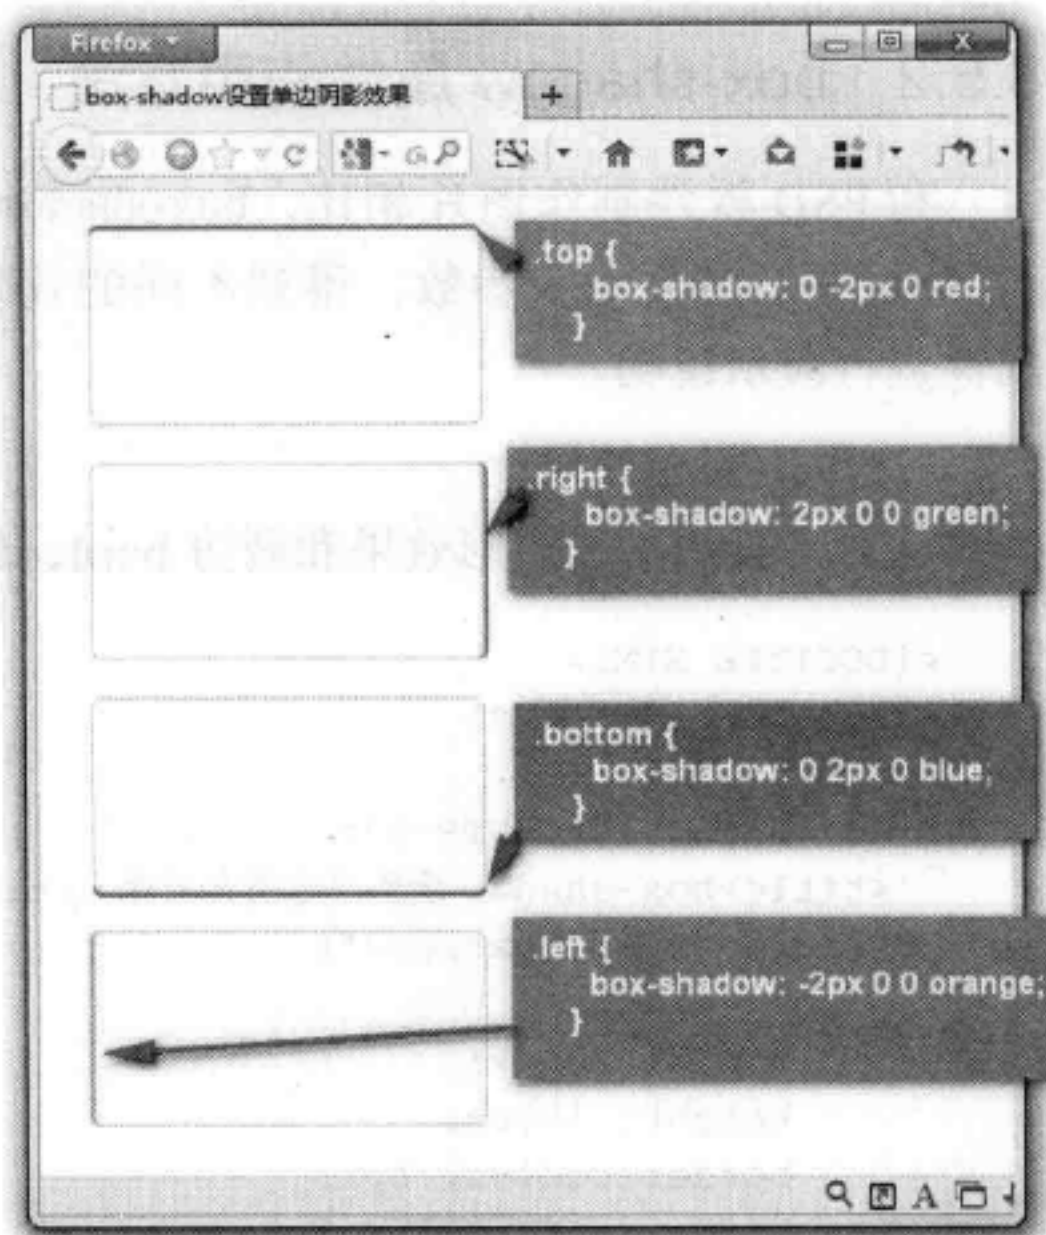 Firefox
box-shadow设置单边阴影效果
.top {
box-shadow: 0 -2px 0 red;
}
.right {
box-shadow: 2px 0 0 green;
}
.bottom {
box-shadow: 0 2px 0 blue;
}
.left {
box-shadow: -2px 0 0 orange;
}